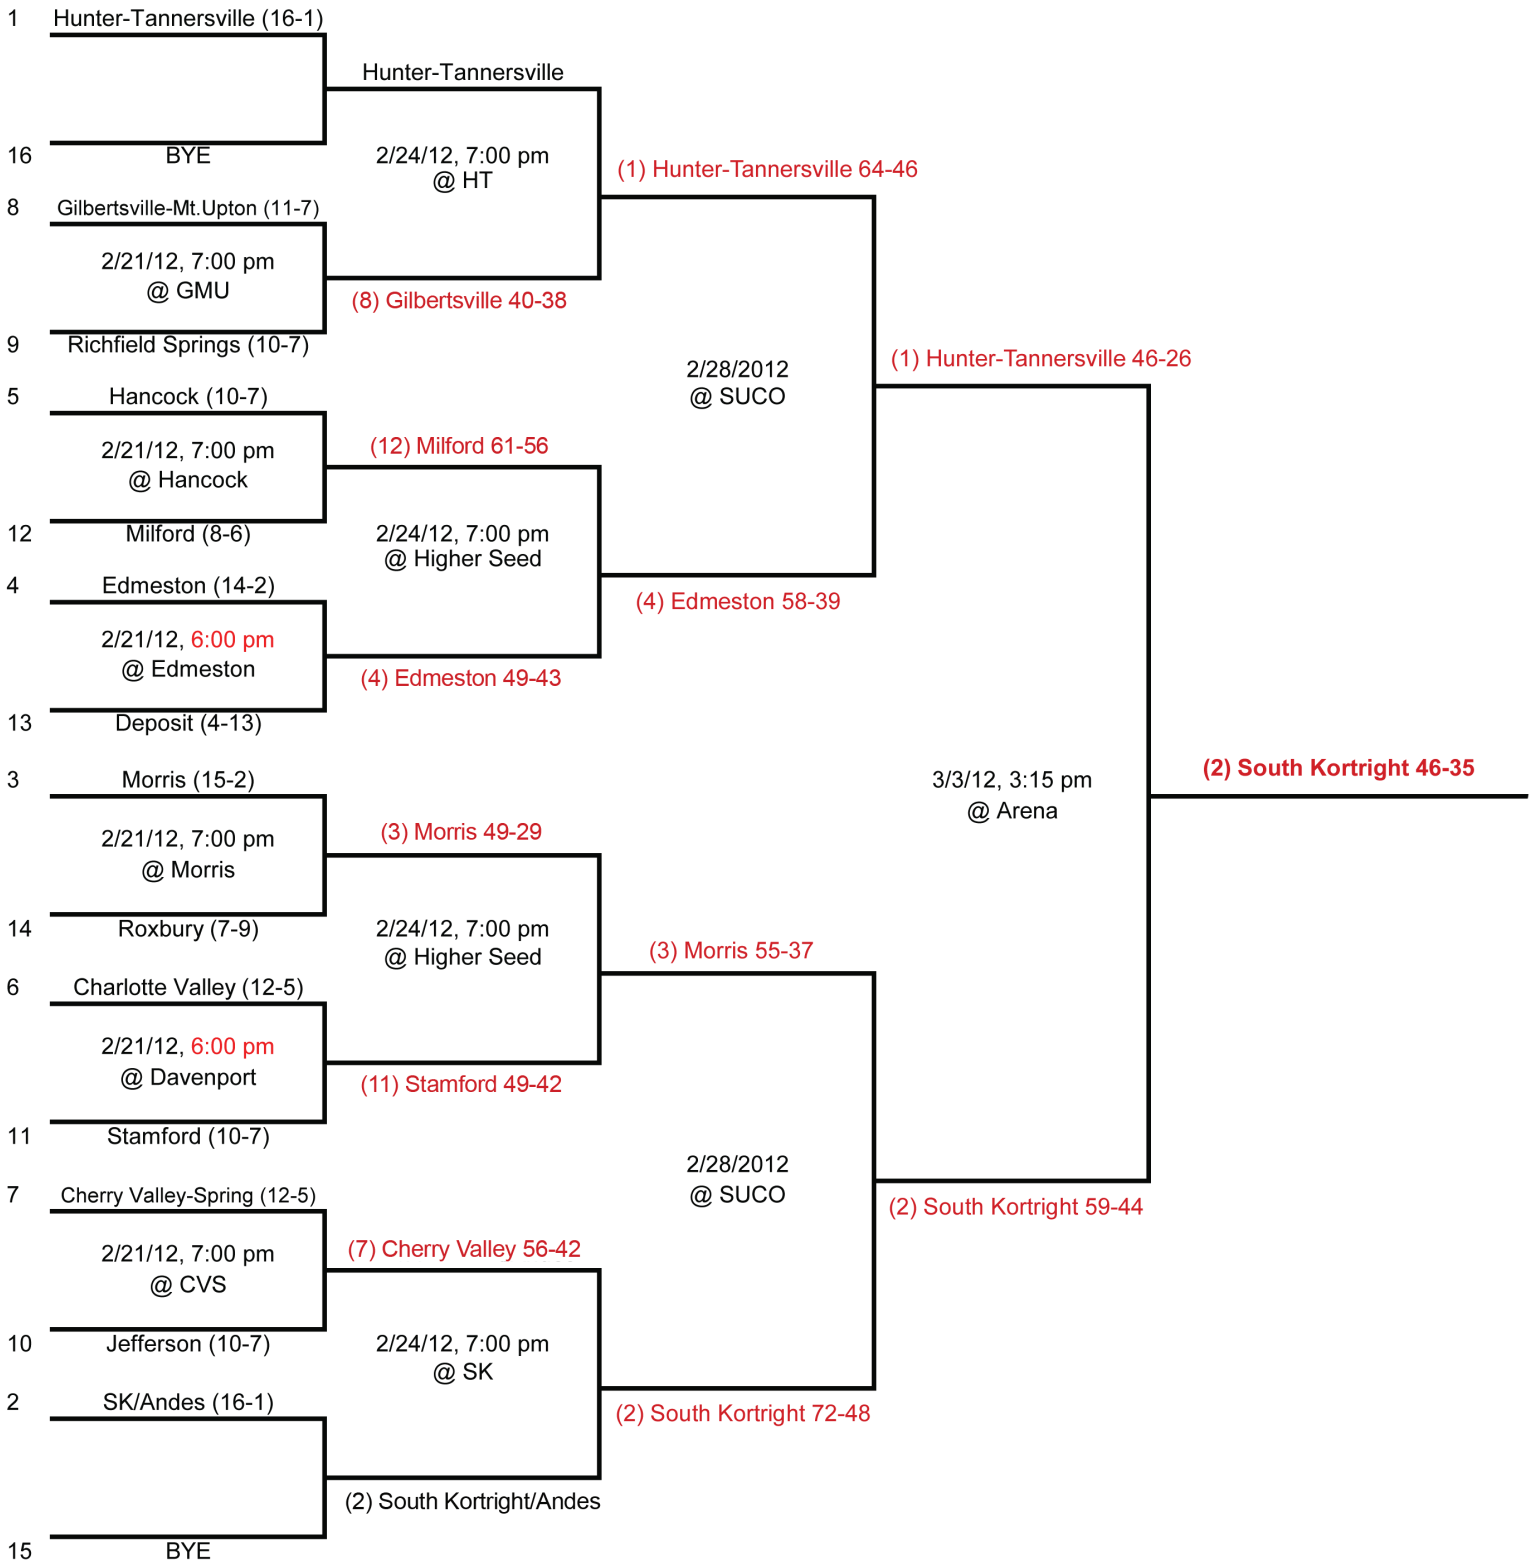 1 Hunter-Tannersville (16-1)
Hunter-Tannersville
2/24/12, 7:00 pm
@ HT
16 BYE
(1) Hunter-Tannersville 64-46
8 Gilbertsville-Mt.Upton (11-7)
2/21/12, 7:00 pm
@ GMU
(8) Gilbertsville 40-38
9 Richfield Springs (10-7)
2/28/2012
@ SUCO
(1) Hunter-Tannersville 46-26
5 Hancock (10-7)
2/21/12, 7:00 pm
@ Hancock
(12) Milford 61-56
12 Milford (8-6)
2/24/12, 7:00 pm
@ Higher Seed
4 Edmeston (14-2)
(4) Edmeston 58-39
2/21/12, 6:00 pm
@ Edmeston
(4) Edmeston 49-43
13 Deposit (4-13)
3 Morris (15-2)
3/3/12, 3:15 pm
@ Arena
(2) South Kortright 46-35
2/21/12, 7:00 pm
@ Morris
(3) Morris 49-29
14 Roxbury (7-9)
2/24/12, 7:00 pm
@ Higher Seed
(3) Morris 55-37
6 Charlotte Valley (12-5)
2/21/12, 6:00 pm
@ Davenport
(11) Stamford 49-42
11 Stamford (10-7)
2/28/2012
@ SUCO
(2) South Kortright 59-44
7 Cherry Valley-Spring (12-5)
2/21/12, 7:00 pm
@ CVS
(7) Cherry Valley 56-42
10 Jefferson (10-7)
2/24/12, 7:00 pm
@ SK
2 SK/Andes (16-1)
(2) South Kortright 72-48
(2) South Kortright/Andes
15 BYE